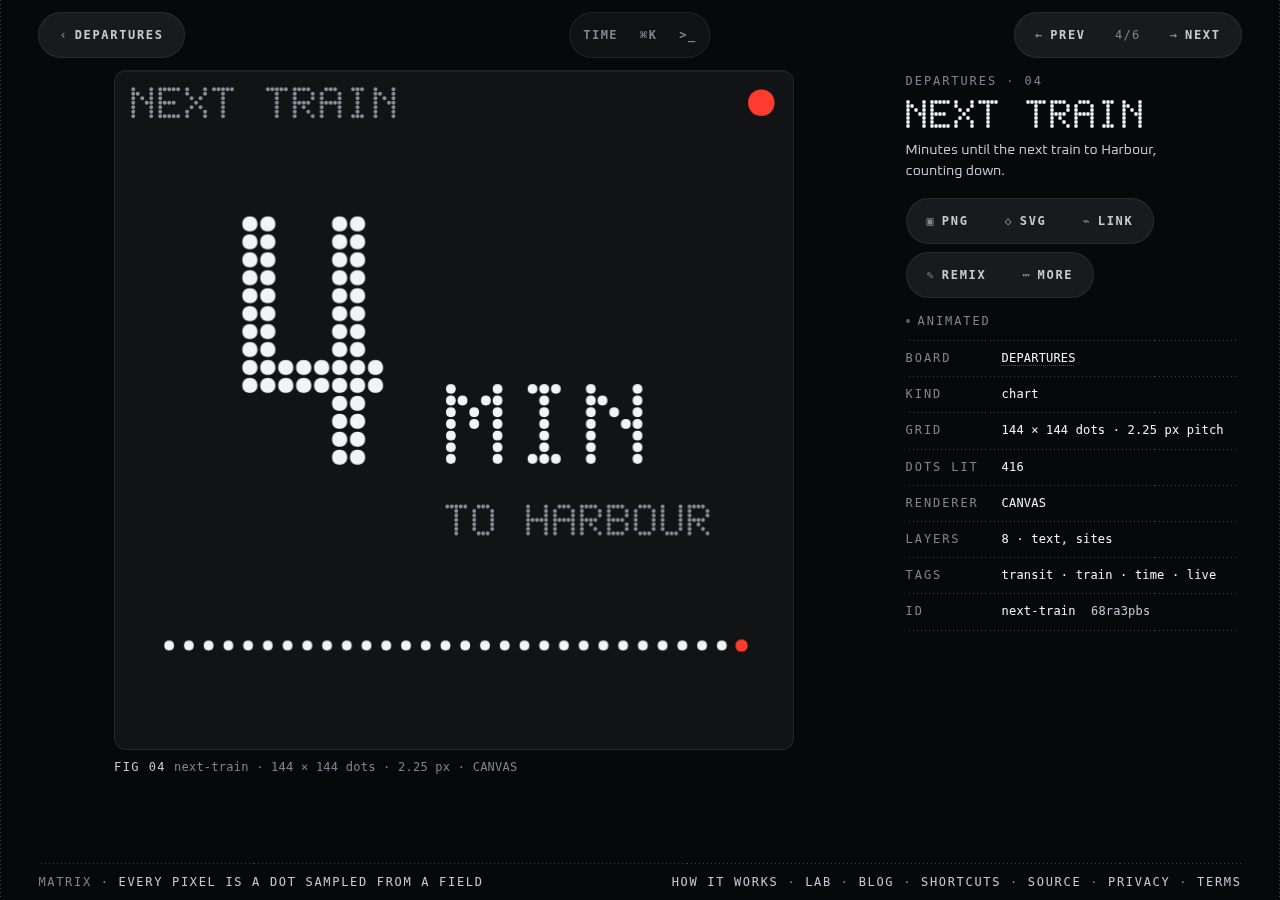 ‹ DEPARTURES
TIME ⌘K >_
← PREV 4/6 → NEXT
NEXT TRAIN
4 MIN
TO HARBOUR
FIG 04 next-train · 144 × 144 dots · 2.25 px · CANVAS
DEPARTURES · 04
NEXT TRAIN
Minutes until the next train to Harbour,
counting down.
PNG SVG LINK
REMIX MORE
ANIMATED
BOARD DEPARTURES
KIND chart
GRID 144 × 144 dots · 2.25 px pitch
DOTS LIT 416
RENDERER CANVAS
LAYERS 8 · text, sites
TAGS transit · train · time · live
ID next-train 68ra3pbs
MATRIX · EVERY PIXEL IS A DOT SAMPLED FROM A FIELD
HOW IT WORKS · LAB · BLOG · SHORTCUTS · SOURCE · PRIVACY · TERMS